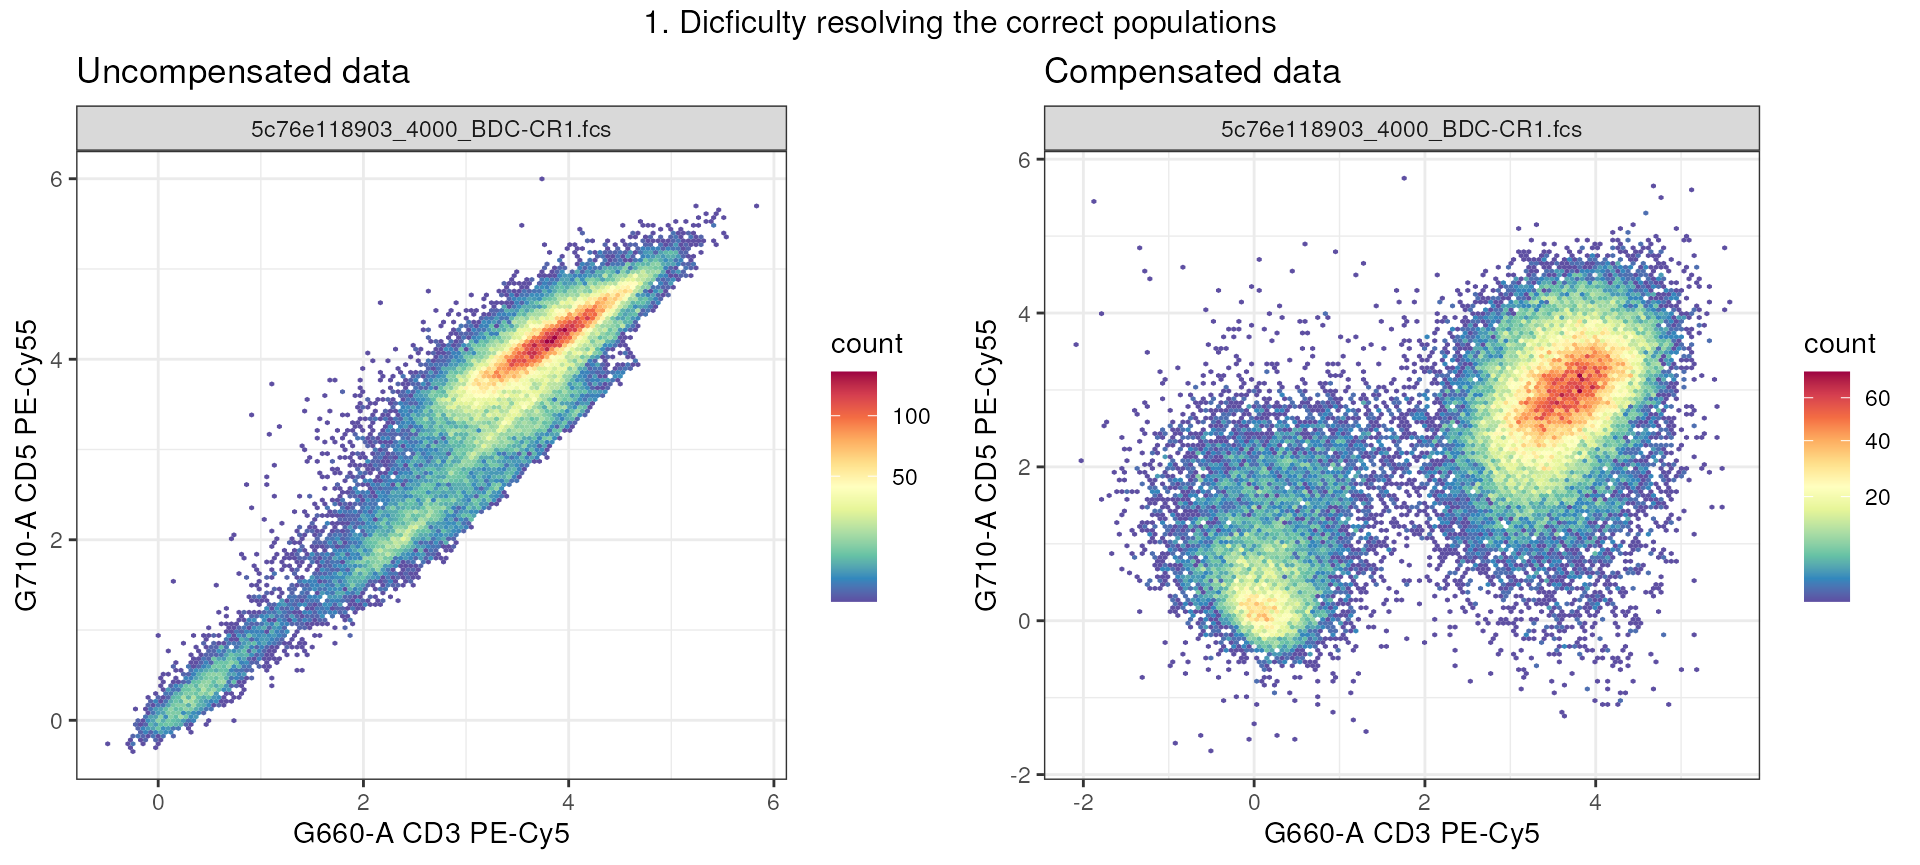 1. Dicficulty resolving the correct populations
Uncompensated data
5c76e118903_4000_BDC-CR1.fcs
G710-A CD5 PE-Cy55
6
4
2
0
0
2
4
6
G660-A CD3 PE-Cy5
count
100
50
Compensated data
5c76e118903_4000_BDC-CR1.fcs
G710-A CD5 PE-Cy55
6
4
2
0
-2
-2
0
2
4
G660-A CD3 PE-Cy5
count
60
40
20